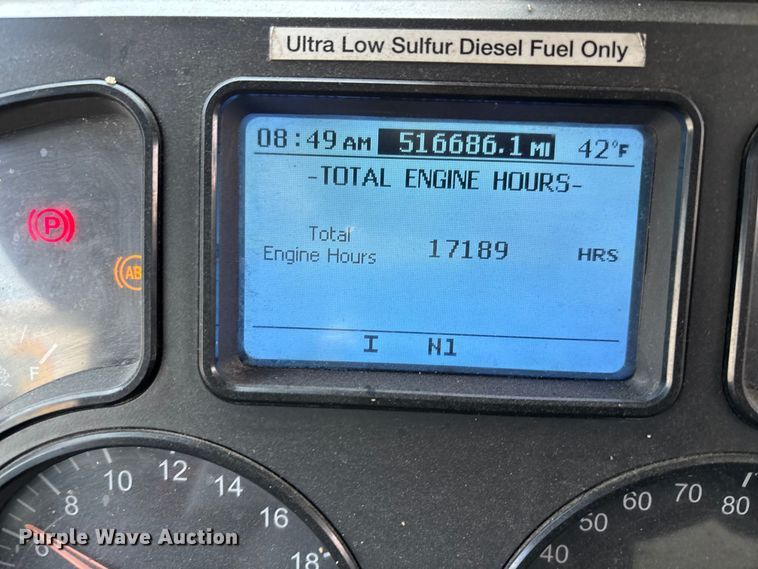 Ultra Low Sulfur Diesel Fuel Only
08:49 AM 516686.1 MI 42°F
-TOTAL ENGINE HOURS-
Total
Engine Hours 17189 HRS
I N1
P
AB
F
6 8 10 12 14 16 18
40 50 60 70 80
Purple Wave Auction